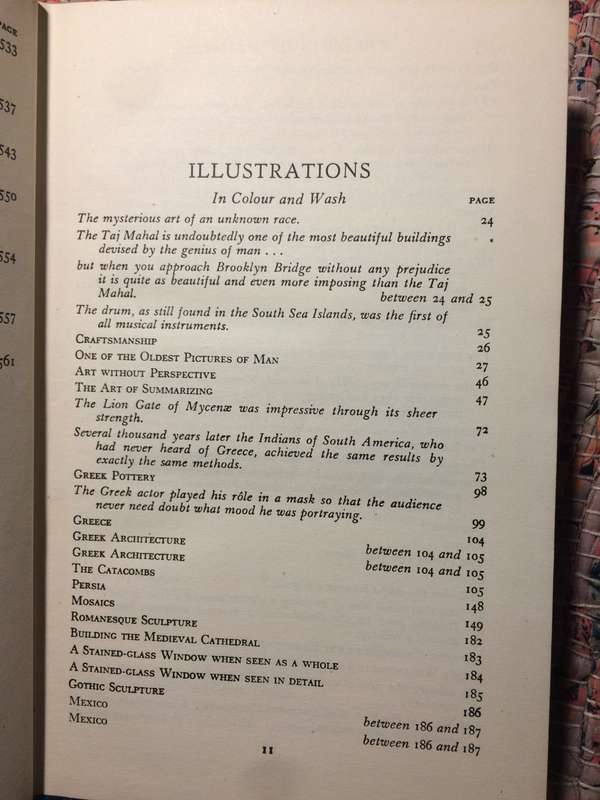 PAGE
533
537
543
550
554
557
561
ILLUSTRATIONS
In Colour and Wash PAGE
The mysterious art of an unknown race. 24
The Taj Mahal is undoubtedly one of the most beautiful buildings
devised by the genius of man . . .
but when you approach Brooklyn Bridge without any prejudice
it is quite as beautiful and even more imposing than the Taj
Mahal. between 24 and 25
The drum, as still found in the South Sea Islands, was the first of
all musical instruments. 25
CRAFTSMANSHIP 26
ONE OF THE OLDEST PICTURES OF MAN 27
ART WITHOUT PERSPECTIVE 46
THE ART OF SUMMARIZING 47
The Lion Gate of Mycenæ was impressive through its sheer
strength. 72
Several thousand years later the Indians of South America, who
had never heard of Greece, achieved the same results by
exactly the same methods. 73
GREEK POTTERY 98
The Greek actor played his rôle in a mask so that the audience
never need doubt what mood he was portraying. 99
GREECE 104
GREEK ARCHITECTURE between 104 and 105
GREEK ARCHITECTURE between 104 and 105
THE CATACOMBS 105
PERSIA 148
MOSAICS 149
ROMANESQUE SCULPTURE 182
BUILDING THE MEDIEVAL CATHEDRAL 183
A STAINED-GLASS WINDOW WHEN SEEN AS A WHOLE 184
A STAINED-GLASS WINDOW WHEN SEEN IN DETAIL 185
GOTHIC SCULPTURE 186
MEXICO between 186 and 187
MEXICO between 186 and 187
11